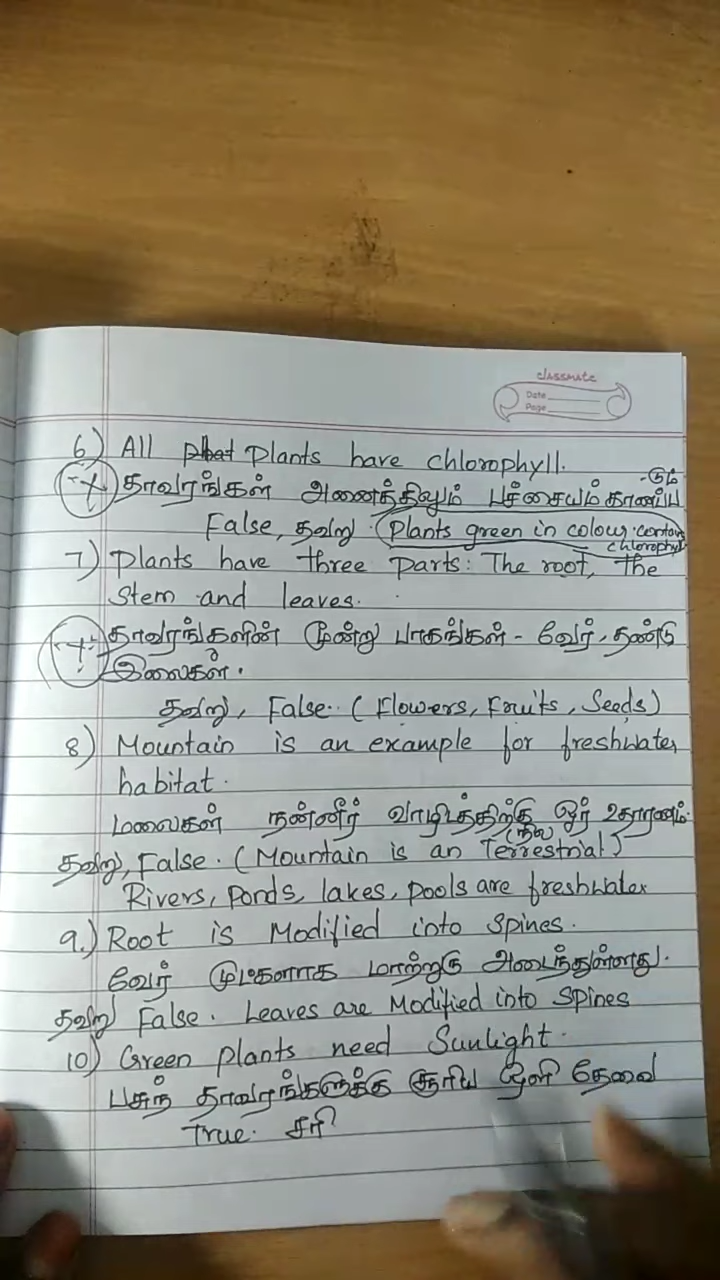 classmate
Date
Page
6) All plants have chlorophyll.
தாவரங்கள் அனைத்திலும் பச்சையம் காணப்படும்
False, தவறு. (Plants green in colour contains chlorophyll
7) Plants have three parts: The root, the
stem and leaves.
தாவரங்களின் மூன்று பாகங்கள் - வேர், தண்டு
இலைகள்.
தவறு, False. (Flowers, Fruits, Seeds)
8) Mountain is an example for freshwater
habitat.
மலைகள் நன்னீர் வாழிடத்திற்கு ஓர் உதாரணம்.
தவறு, False. (Mountain is an Terrestrial) (நில
Rivers, ponds, lakes, pools are freshwater
9.) Root is Modified into spines.
வேர் முட்களாக மாற்றுரு அடைந்துள்ளது.
தவறு False. Leaves are Modified into spines
10) Green plants need Sunlight.
பசுந் தாவரங்களுக்கு சூரிய ஒளி தேவை
True. சரி